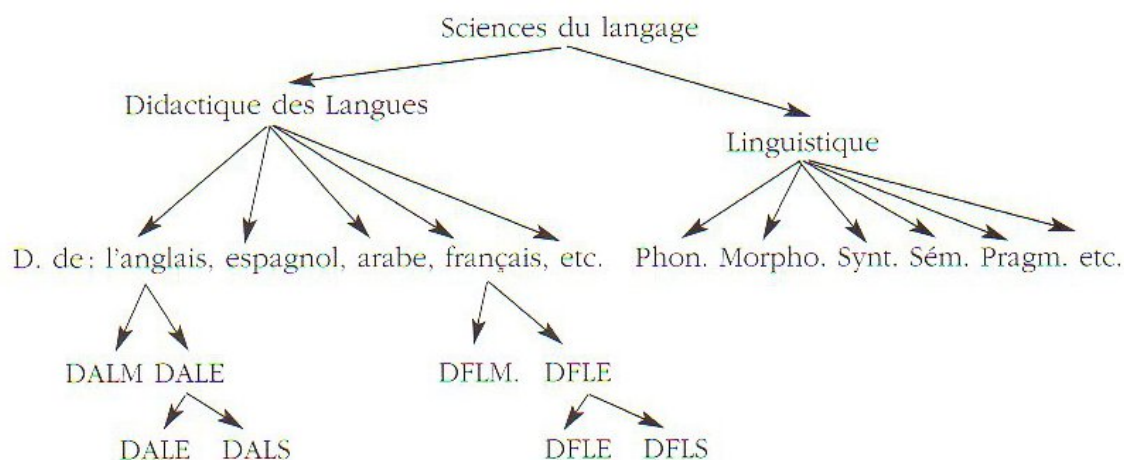 Sciences du langage
Didactique des Langues
Linguistique
D. de : l'anglais, espagnol, arabe, français, etc. Phon. Morpho. Synt. Sém. Pragm. etc.
DALM DALE DFLM. DFLE
DALE DALS DFLE DFLS